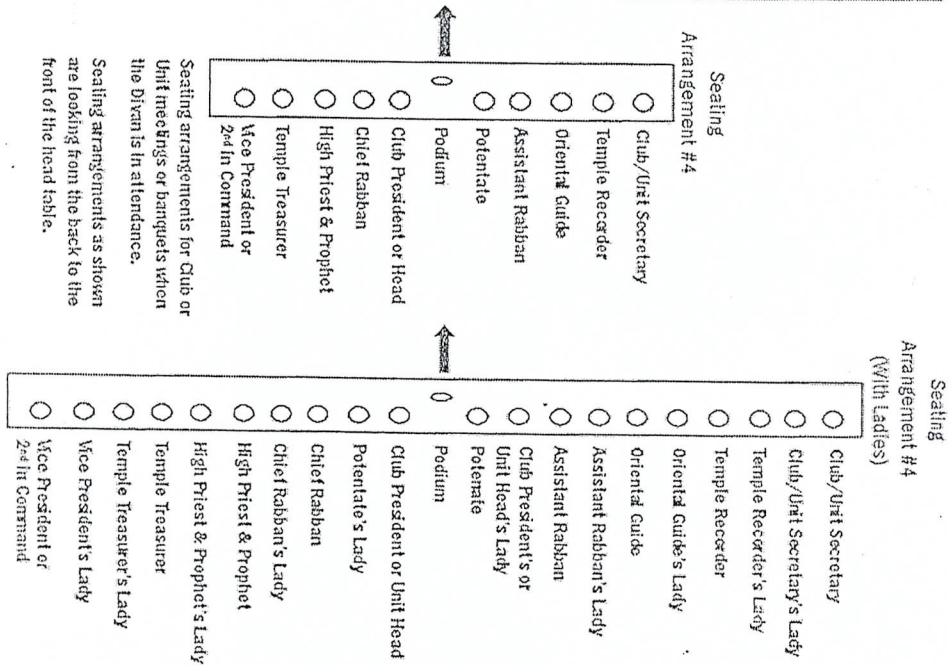 Seating
Arrangement #4
Club/Unit Secretary
Temple Recorder
Oriental Guide
Assistant Rabban
Potentate
Podium
Club President or Head
Chief Rabban
High Priest & Prophet
Temple Treasurer
Vice President or
2nd in Command
Seating arrangements for Club or
Unit meetings or banquets when
the Divan is in attendance.
Seating arrangements as shown
are looking from the back to the
front of the head table.
Seating
Arrangement #4
(With Ladies)
Club/Unit Secretary
Club/Unit Secretary's Lady
Temple Recorder's Lady
Temple Recorder
Oriental Guide's Lady
Oriental Guide
Assistant Rabban's Lady
Assistant Rabban
Club President's or
Unit Head's Lady
Potenate
Podium
Club President or Unit Head
Potentate's Lady
Chief Rabban
Chief Rabban's Lady
High Priest & Prophet
High Priest & Prophet's Lady
Temple Treasurer
Temple Treasurer's Lady
Vice President's Lady
Vice President or
2nd in Command